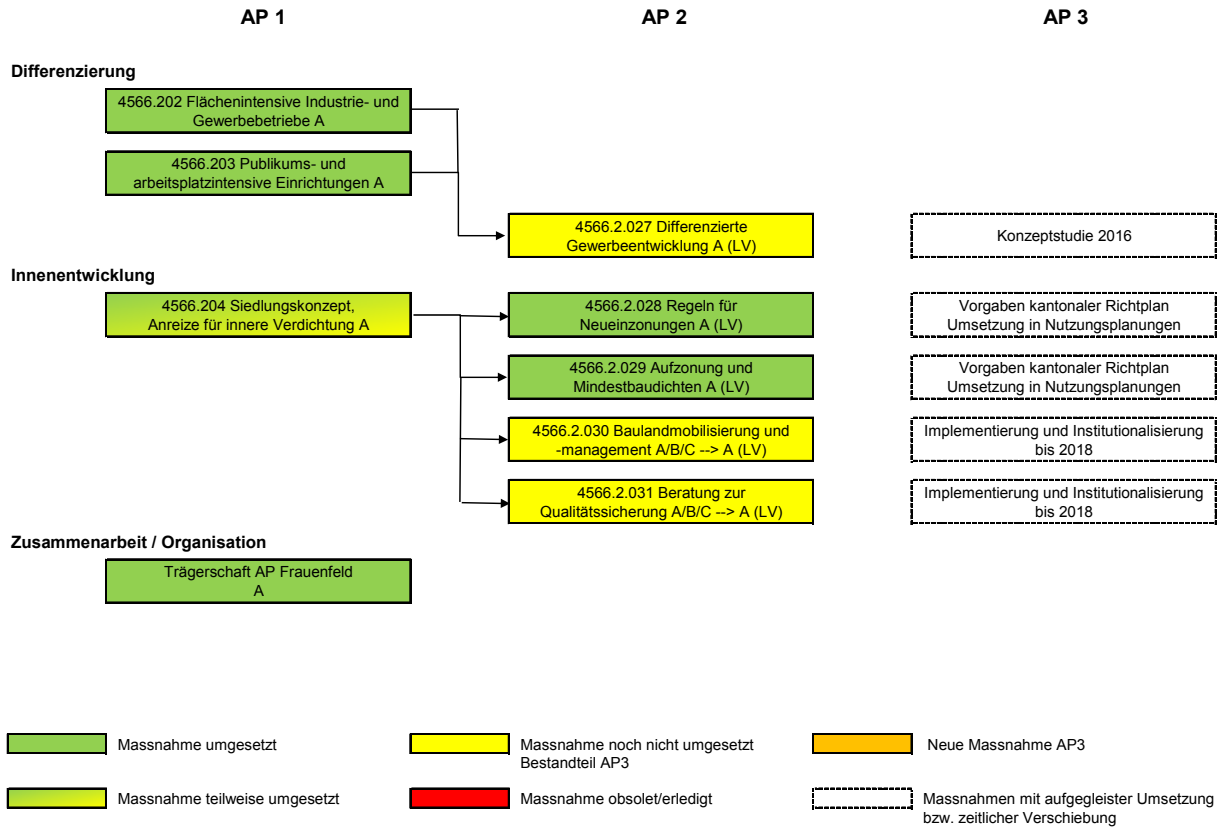 AP 1
AP 2
AP 3
Differenzierung
4566.202 Flächenintensive Industrie- und
Gewerbebetriebe A
4566.203 Publikums- und
arbeitsplatzintensive Einrichtungen A
4566.2.027 Differenzierte
Gewerbeentwicklung A (LV)
Konzeptstudie 2016
Innenentwicklung
4566.204 Siedlungskonzept,
Anreize für innere Verdichtung A
4566.2.028 Regeln für
Neueinzonungen A (LV)
Vorgaben kantonaler Richtplan
Umsetzung in Nutzungsplanungen
4566.2.029 Aufzonung und
Mindestbaudichten A (LV)
Vorgaben kantonaler Richtplan
Umsetzung in Nutzungsplanungen
4566.2.030 Baulandmobilisierung und
-management A/B/C --> A (LV)
Implementierung und Institutionalisierung
bis 2018
4566.2.031 Beratung zur
Qualitätssicherung A/B/C --> A (LV)
Implementierung und Institutionalisierung
bis 2018
Zusammenarbeit / Organisation
Trägerschaft AP Frauenfeld
A
Massnahme umgesetzt
Massnahme noch nicht umgesetzt
Bestandteil AP3
Neue Massnahme AP3
Massnahme teilweise umgesetzt
Massnahme obsolet/erledigt
Massnahmen mit aufgegleister Umsetzung
bzw. zeitlicher Verschiebung